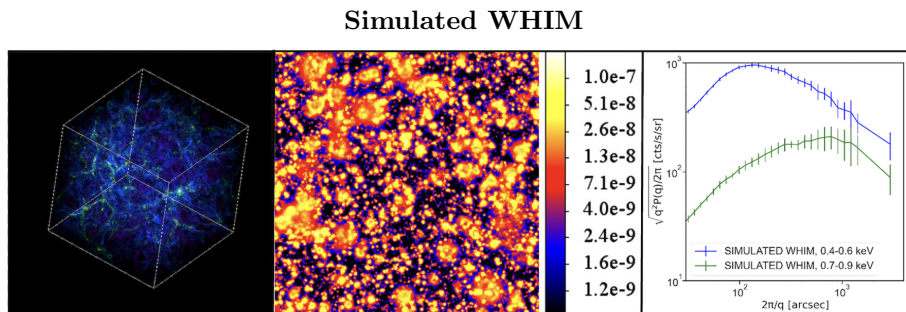 Simulated WHIM
1.0e-7
5.1e-8
2.6e-8
1.3e-8
7.1e-9
4.0e-9
2.4e-9
1.6e-9
1.2e-9
√q²P(q)/2π [cts/s/sr]
10³
10²
10¹
SIMULATED WHIM, 0.4-0.6 keV
SIMULATED WHIM, 0.7-0.9 keV
10²
10³
2π/q [arcsec]